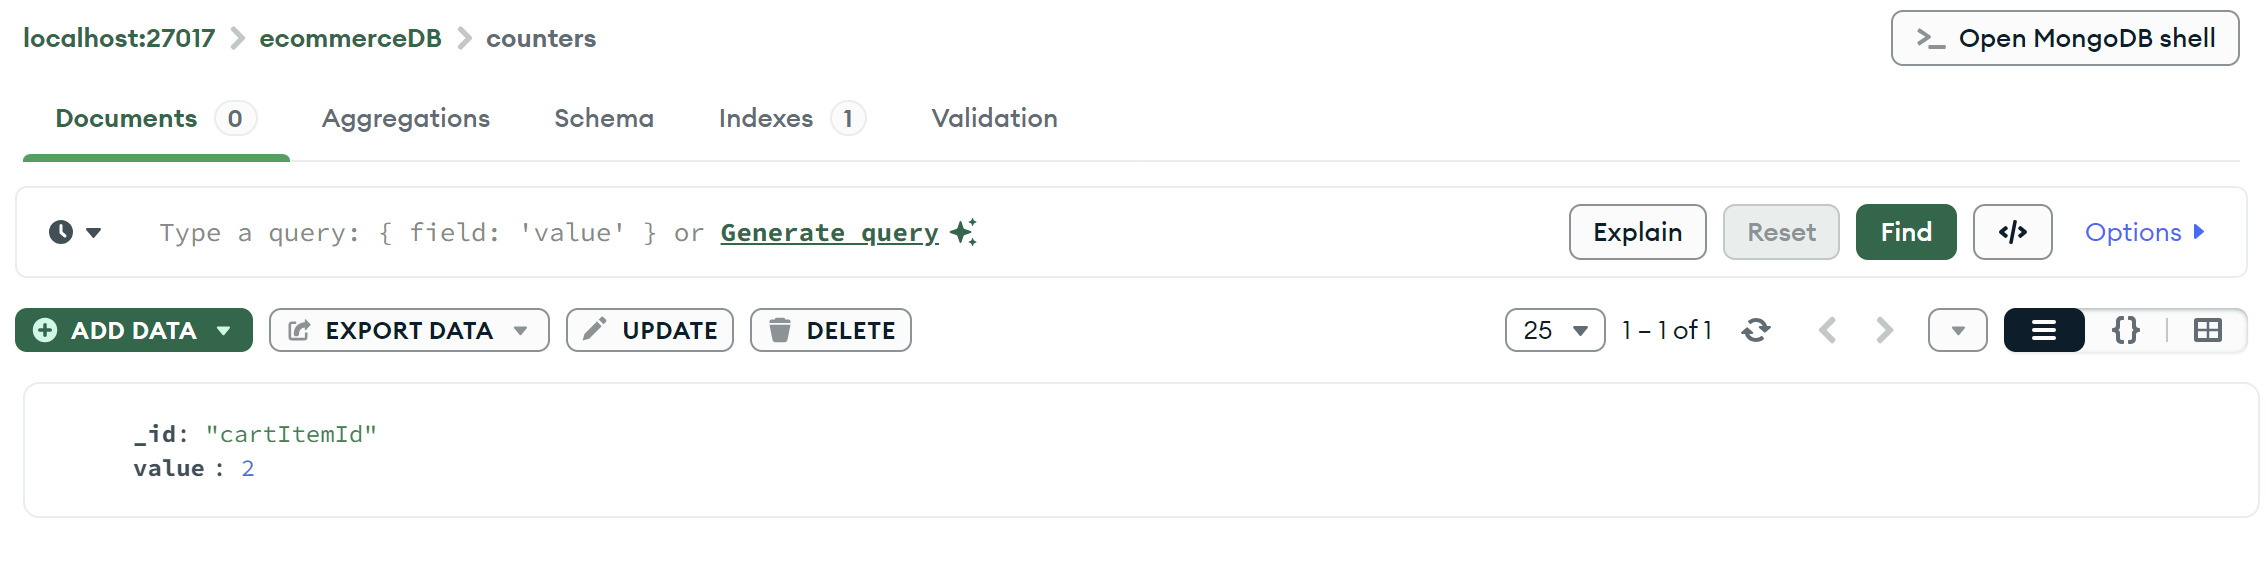 localhost:27017 > ecommerceDB > counters
>_ Open MongoDB shell
Documents 0 Aggregations Schema Indexes 1 Validation
Type a query: { field: 'value' } or Generate query
Explain Reset Find </> Options
ADD DATA EXPORT DATA UPDATE DELETE
25 1 – 1 of 1 {}
_id: "cartItemId"
value : 2